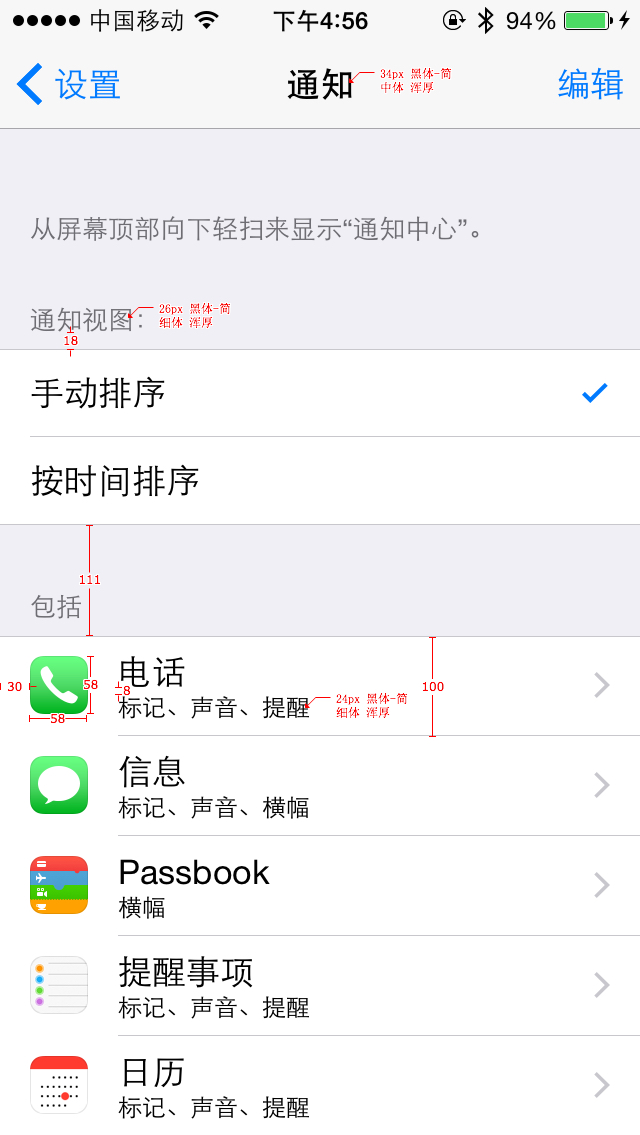 中国移动 下午4:56 94%
设置 通知 编辑
34px 黑体-简
中体 浑厚
从屏幕顶部向下轻扫来显示“通知中心”。
通知视图：
26px 黑体-简
细体 浑厚
18
手动排序
按时间排序
111
包括
电话
30
58
58
8
标记、声音、提醒
24px 黑体-简
细体 浑厚
100
信息
标记、声音、横幅
Passbook
横幅
提醒事项
标记、声音、提醒
日历
标记、声音、提醒